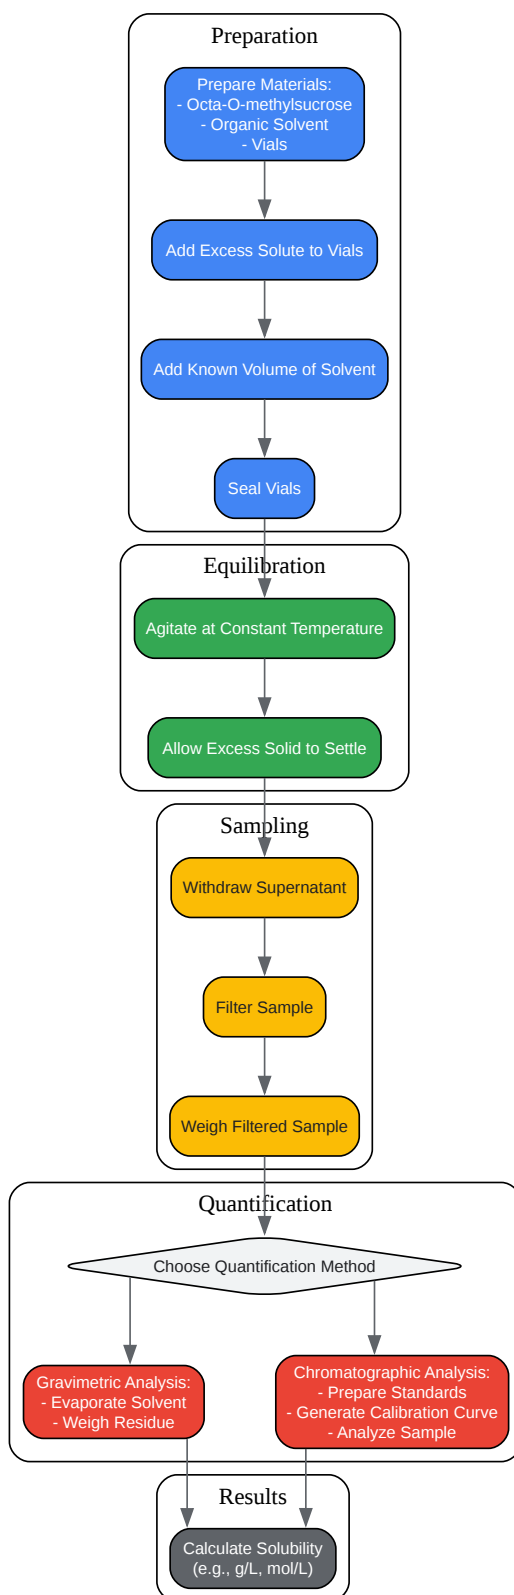 Preparation
Prepare Materials:
- Octa-O-methylsucrose
- Organic Solvent
- Vials
Add Excess Solute to Vials
Add Known Volume of Solvent
Seal Vials
Equilibration
Agitate at Constant Temperature
Allow Excess Solid to Settle
Sampling
Withdraw Supernatant
Filter Sample
Weigh Filtered Sample
Quantification
Choose Quantification Method
Gravimetric Analysis:
- Evaporate Solvent
- Weigh Residue
Chromatographic Analysis:
- Prepare Standards
- Generate Calibration Curve
- Analyze Sample
Results
Calculate Solubility
(e.g., g/L, mol/L)